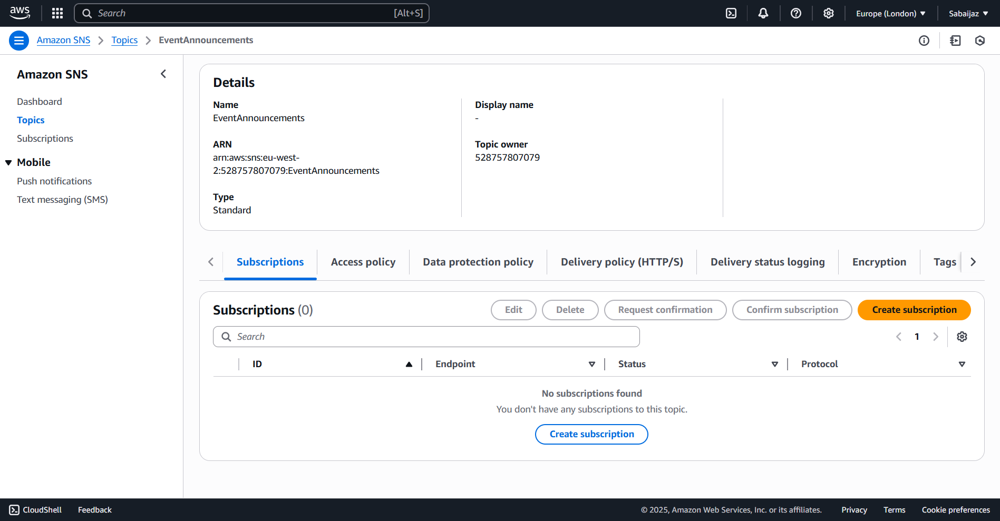 aws
Search [Alt+S]
Europe (London)
Sabaijaz
Amazon SNS
Topics
EventAnnouncements
Amazon SNS
Dashboard
Topics
Subscriptions
Mobile
Push notifications
Text messaging (SMS)
Details
Name
EventAnnouncements
ARN
arn:aws:sns:eu-west-
2:528757807079:EventAnnouncements
Type
Standard
Display name
-
Topic owner
528757807079
Subscriptions
Access policy
Data protection policy
Delivery policy (HTTP/S)
Delivery status logging
Encryption
Tags
Subscriptions (0)
Edit
Delete
Request confirmation
Confirm subscription
Create subscription
Search
1
ID
Endpoint
Status
Protocol
No subscriptions found
You don't have any subscriptions to this topic.
Create subscription
CloudShell
Feedback
© 2025, Amazon Web Services, Inc. or its affiliates.
Privacy
Terms
Cookie preferences